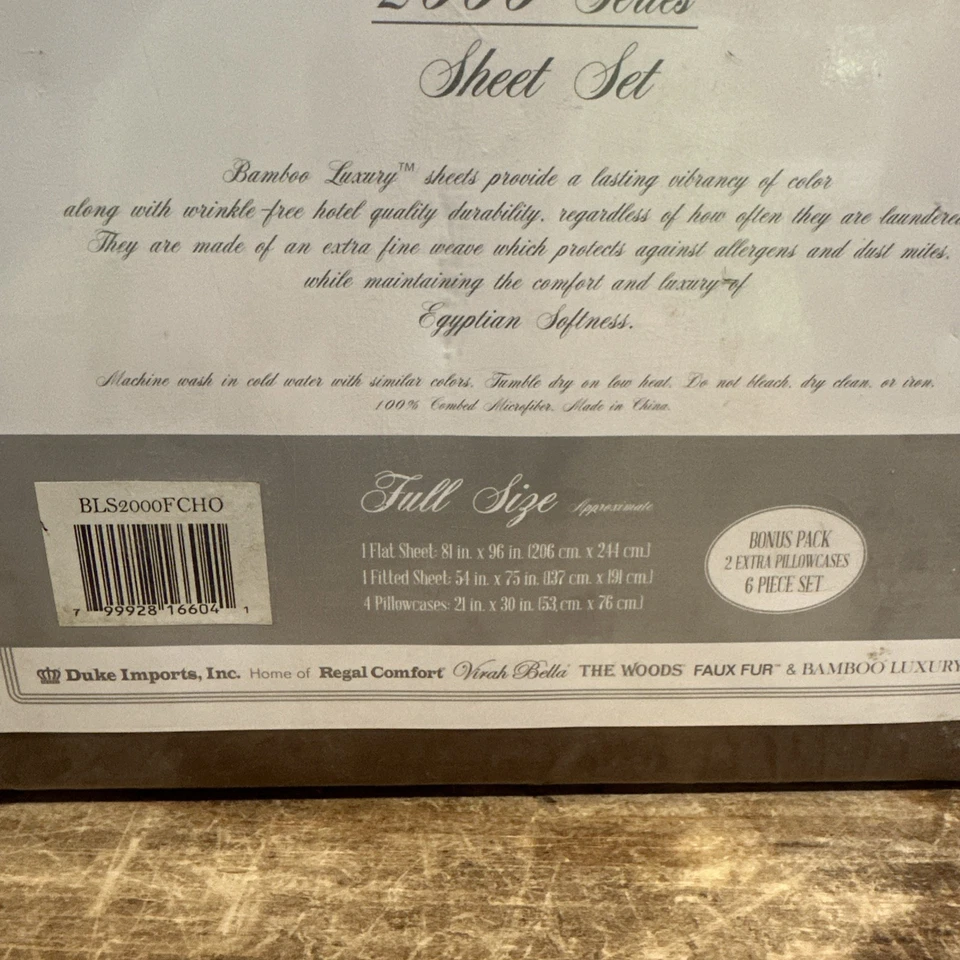 2000 Series
Sheet Set
Bamboo Luxury™ sheets provide a lasting vibrancy of color
along with wrinkle-free hotel quality durability, regardless of how often they are laundered
They are made of an extra fine weave which protects against allergens and dust mites,
while maintaining the comfort and luxury of
Egyptian Softness.
Machine wash in cold water with similar colors. Tumble dry on low heat. Do not bleach, dry clean, or iron.
100% Combed Microfiber. Made in China.
BLS2000FCHO
7 99928 16604 1
Full Size Approximate
1 Flat Sheet: 81 in. x 96 in. (206 cm. x 244 cm.)
1 Fitted Sheet: 54 in. x 75 in. (137 cm. x 191 cm.)
4 Pillowcases: 21 in. x 30 in. (53 cm. x 76 cm.)
BONUS PACK
2 EXTRA PILLOWCASES
6 PIECE SET
Duke Imports, Inc. Home of Regal Comfort Virah Bella THE WOODS FAUX FUR™ & BAMBOO LUXURY